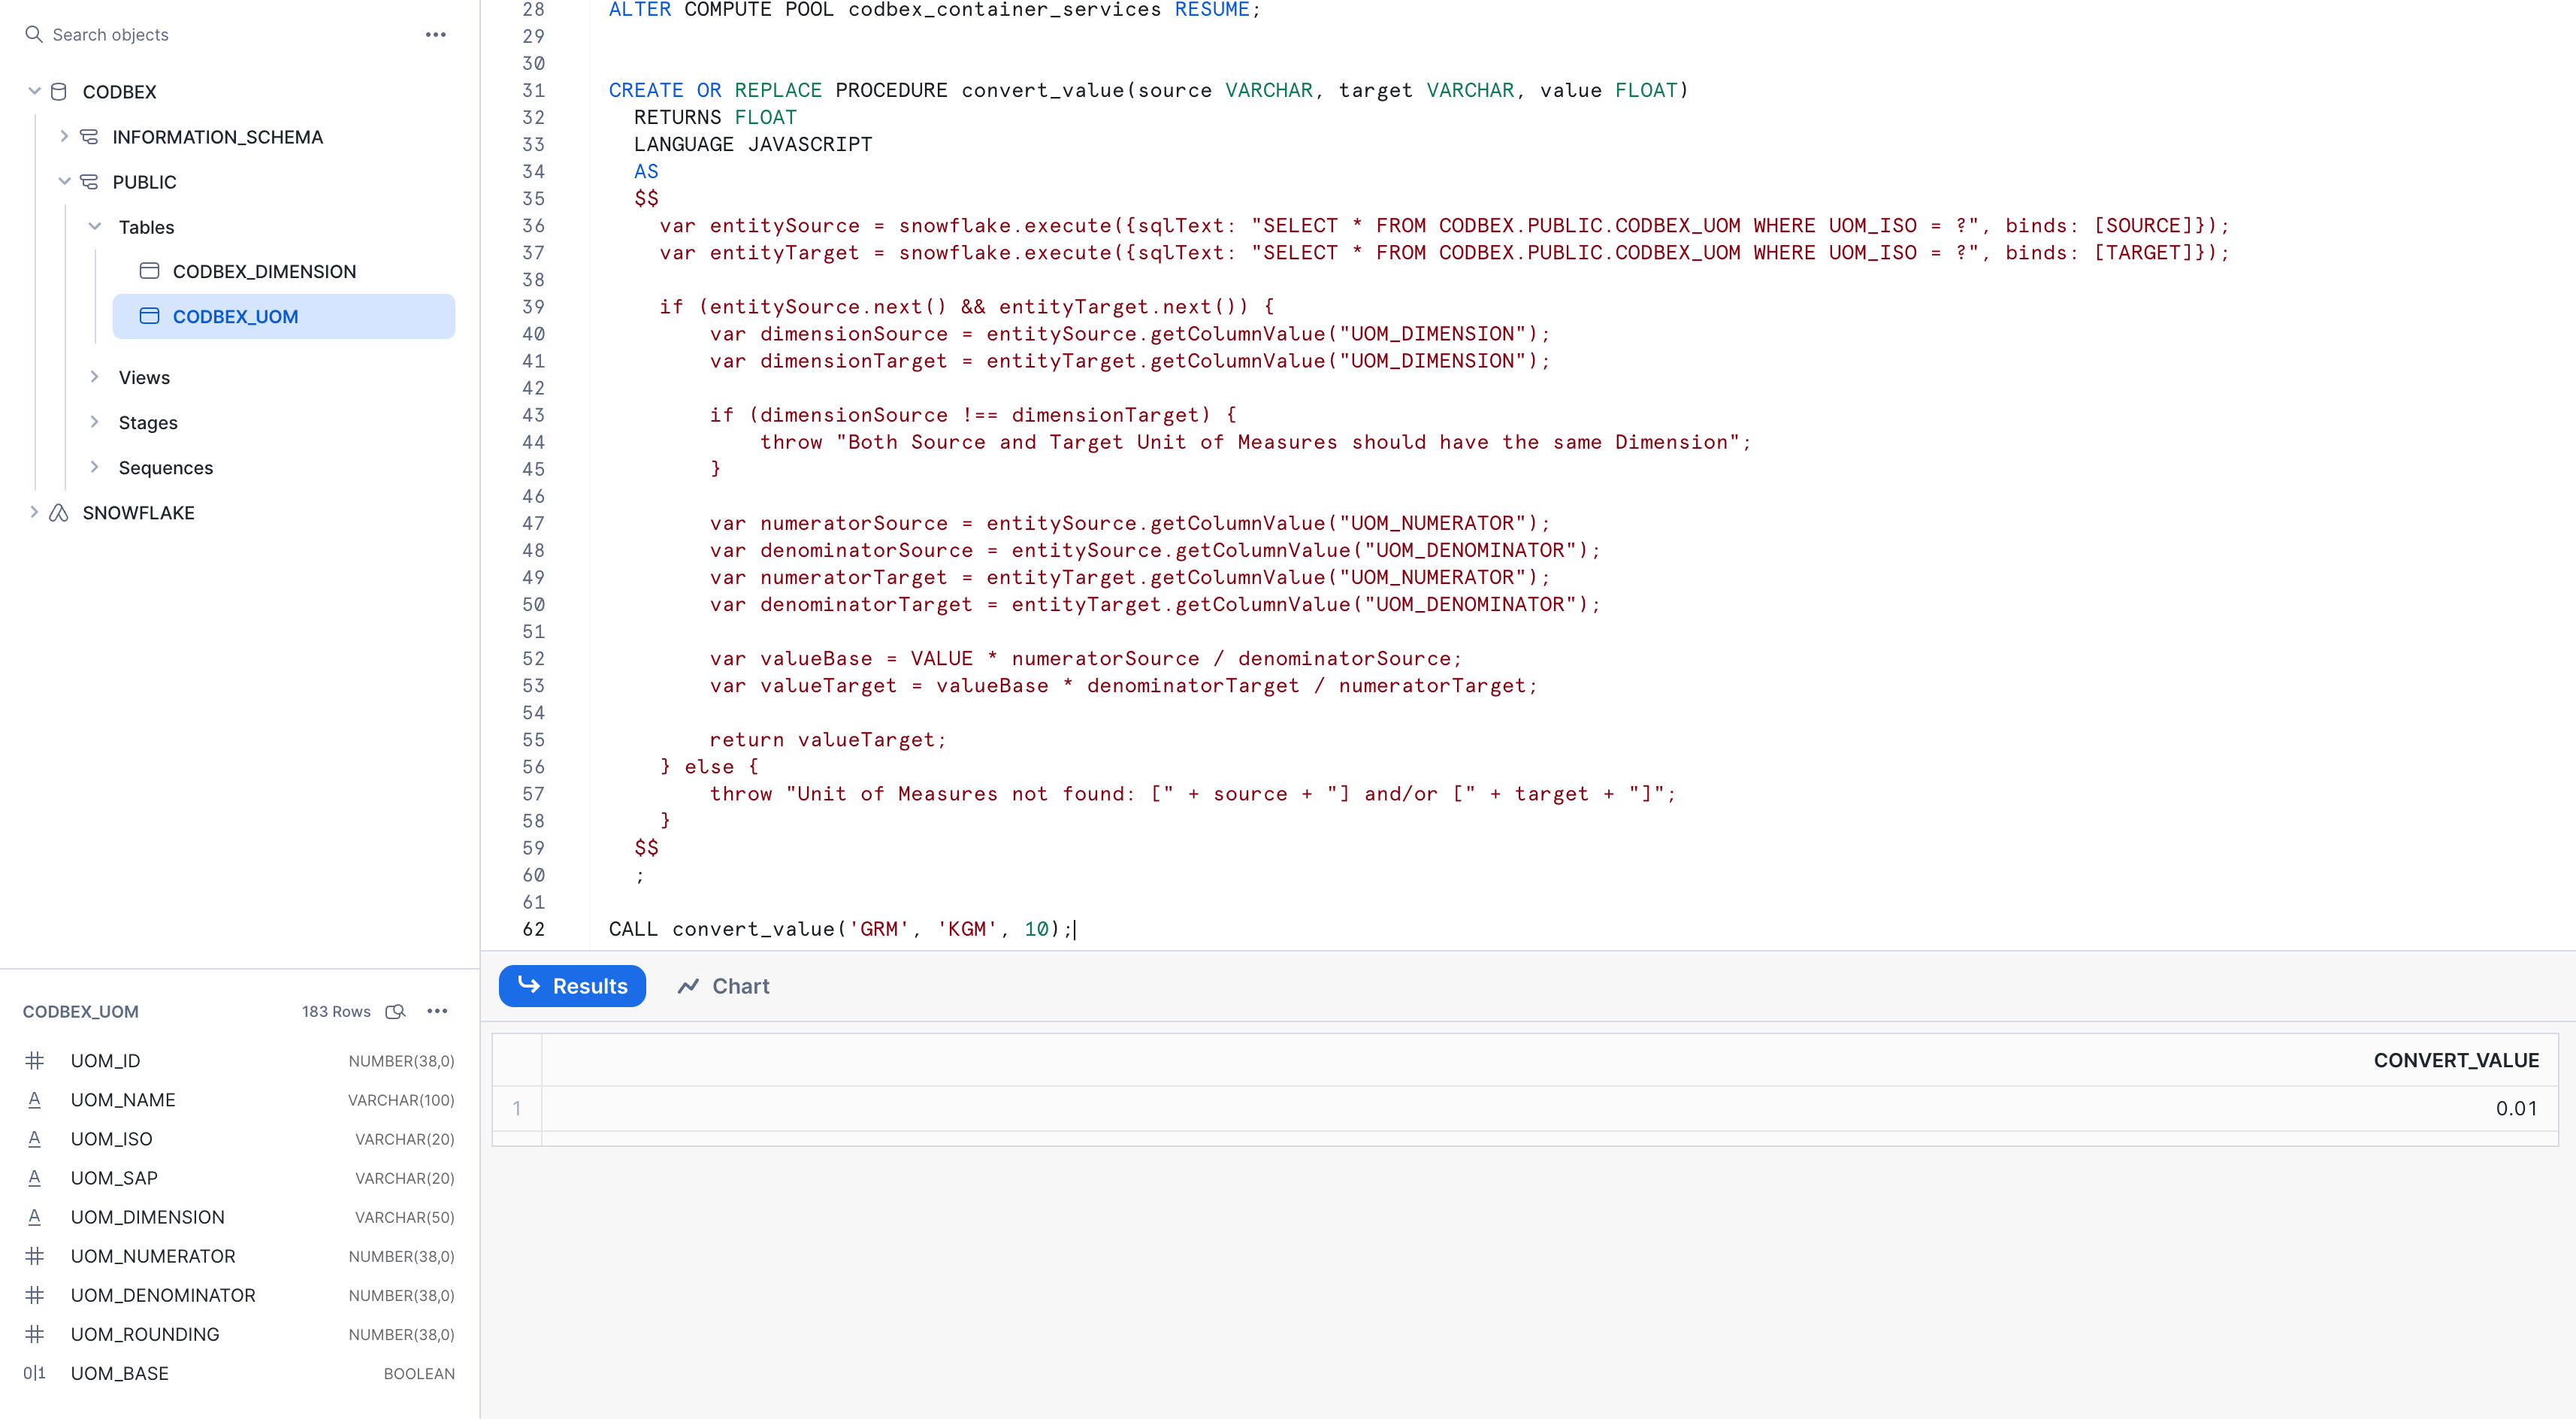 Search objects
CODBEX
INFORMATION_SCHEMA
PUBLIC
Tables
CODBEX_DIMENSION
CODBEX_UOM
Views
Stages
Sequences
SNOWFLAKE
CODBEX_UOM 183 Rows
UOM_ID NUMBER(38,0)
UOM_NAME VARCHAR(100)
UOM_ISO VARCHAR(20)
UOM_SAP VARCHAR(20)
UOM_DIMENSION VARCHAR(50)
UOM_NUMERATOR NUMBER(38,0)
UOM_DENOMINATOR NUMBER(38,0)
UOM_ROUNDING NUMBER(38,0)
0|1 UOM_BASE BOOLEAN
28 ALTER COMPUTE POOL codbex_container_services RESUME;
29
30
31 CREATE OR REPLACE PROCEDURE convert_value(source VARCHAR, target VARCHAR, value FLOAT)
32 RETURNS FLOAT
33 LANGUAGE JAVASCRIPT
34 AS
35 $$
36 var entitySource = snowflake.execute({sqlText: "SELECT * FROM CODBEX.PUBLIC.CODBEX_UOM WHERE UOM_ISO = ?", binds: [SOURCE]});
37 var entityTarget = snowflake.execute({sqlText: "SELECT * FROM CODBEX.PUBLIC.CODBEX_UOM WHERE UOM_ISO = ?", binds: [TARGET]});
38
39 if (entitySource.next() && entityTarget.next()) {
40 var dimensionSource = entitySource.getColumnValue("UOM_DIMENSION");
41 var dimensionTarget = entityTarget.getColumnValue("UOM_DIMENSION");
42
43 if (dimensionSource !== dimensionTarget) {
44 throw "Both Source and Target Unit of Measures should have the same Dimension";
45 }
46
47 var numeratorSource = entitySource.getColumnValue("UOM_NUMERATOR");
48 var denominatorSource = entitySource.getColumnValue("UOM_DENOMINATOR");
49 var numeratorTarget = entityTarget.getColumnValue("UOM_NUMERATOR");
50 var denominatorTarget = entityTarget.getColumnValue("UOM_DENOMINATOR");
51
52 var valueBase = VALUE * numeratorSource / denominatorSource;
53 var valueTarget = valueBase * denominatorTarget / numeratorTarget;
54
55 return valueTarget;
56 } else {
57 throw "Unit of Measures not found: [" + source + "] and/or [" + target + "]";
58 }
59 $$
60 ;
61
62 CALL convert_value('GRM', 'KGM', 10);
Results Chart
CONVERT_VALUE
1 0.01